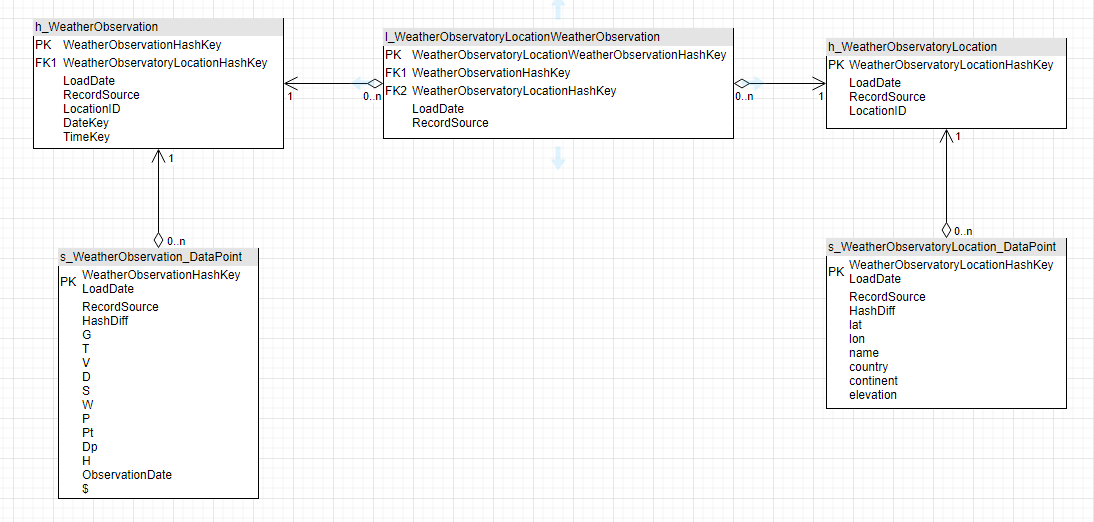 h_WeatherObservation
PK WeatherObservationHashKey
FK1 WeatherObservatoryLocationHashKey
LoadDate
RecordSource
LocationID
DateKey
TimeKey
1
0..n
l_WeatherObservatoryLocationWeatherObservation
PK WeatherObservatoryLocationWeatherObservationHashKey
FK1 WeatherObservationHashKey
FK2 WeatherObservatoryLocationHashKey
LoadDate
RecordSource
0..n
1
h_WeatherObservatoryLocation
PK WeatherObservatoryLocationHashKey
LoadDate
RecordSource
LocationID
1
0..n
s_WeatherObservation_DataPoint
PK WeatherObservationHashKey
LoadDate
RecordSource
HashDiff
G
T
V
D
S
W
P
Pt
Dp
H
ObservationDate
$
1
0..n
s_WeatherObservatoryLocation_DataPoint
PK WeatherObservatoryLocationHashKey
LoadDate
RecordSource
HashDiff
lat
lon
name
country
continent
elevation